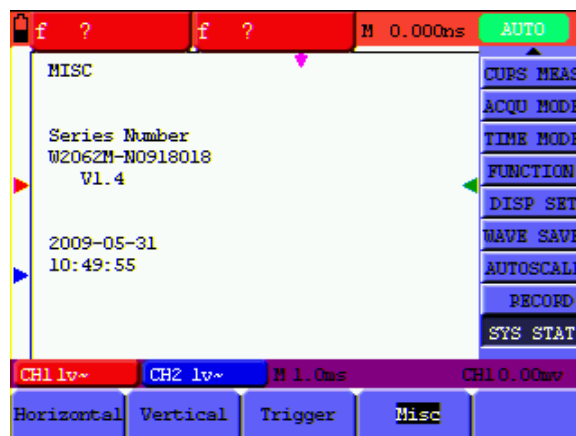 f ? f ? M 0.000ns AUTO
MISC
Series Number
W2062M-N0918018
V1.4
2009-05-31
10:49:55
CURS MEAS
ACQU MODE
TIME MODE
FUNCTION
DISP SET
WAVE SAVE
AUTOSCALE
RECORD
SYS STAT
CH1 1v~ CH2 1v~ M 1.0ms CH1 0.00mv
Horizontal Vertical Trigger Misc